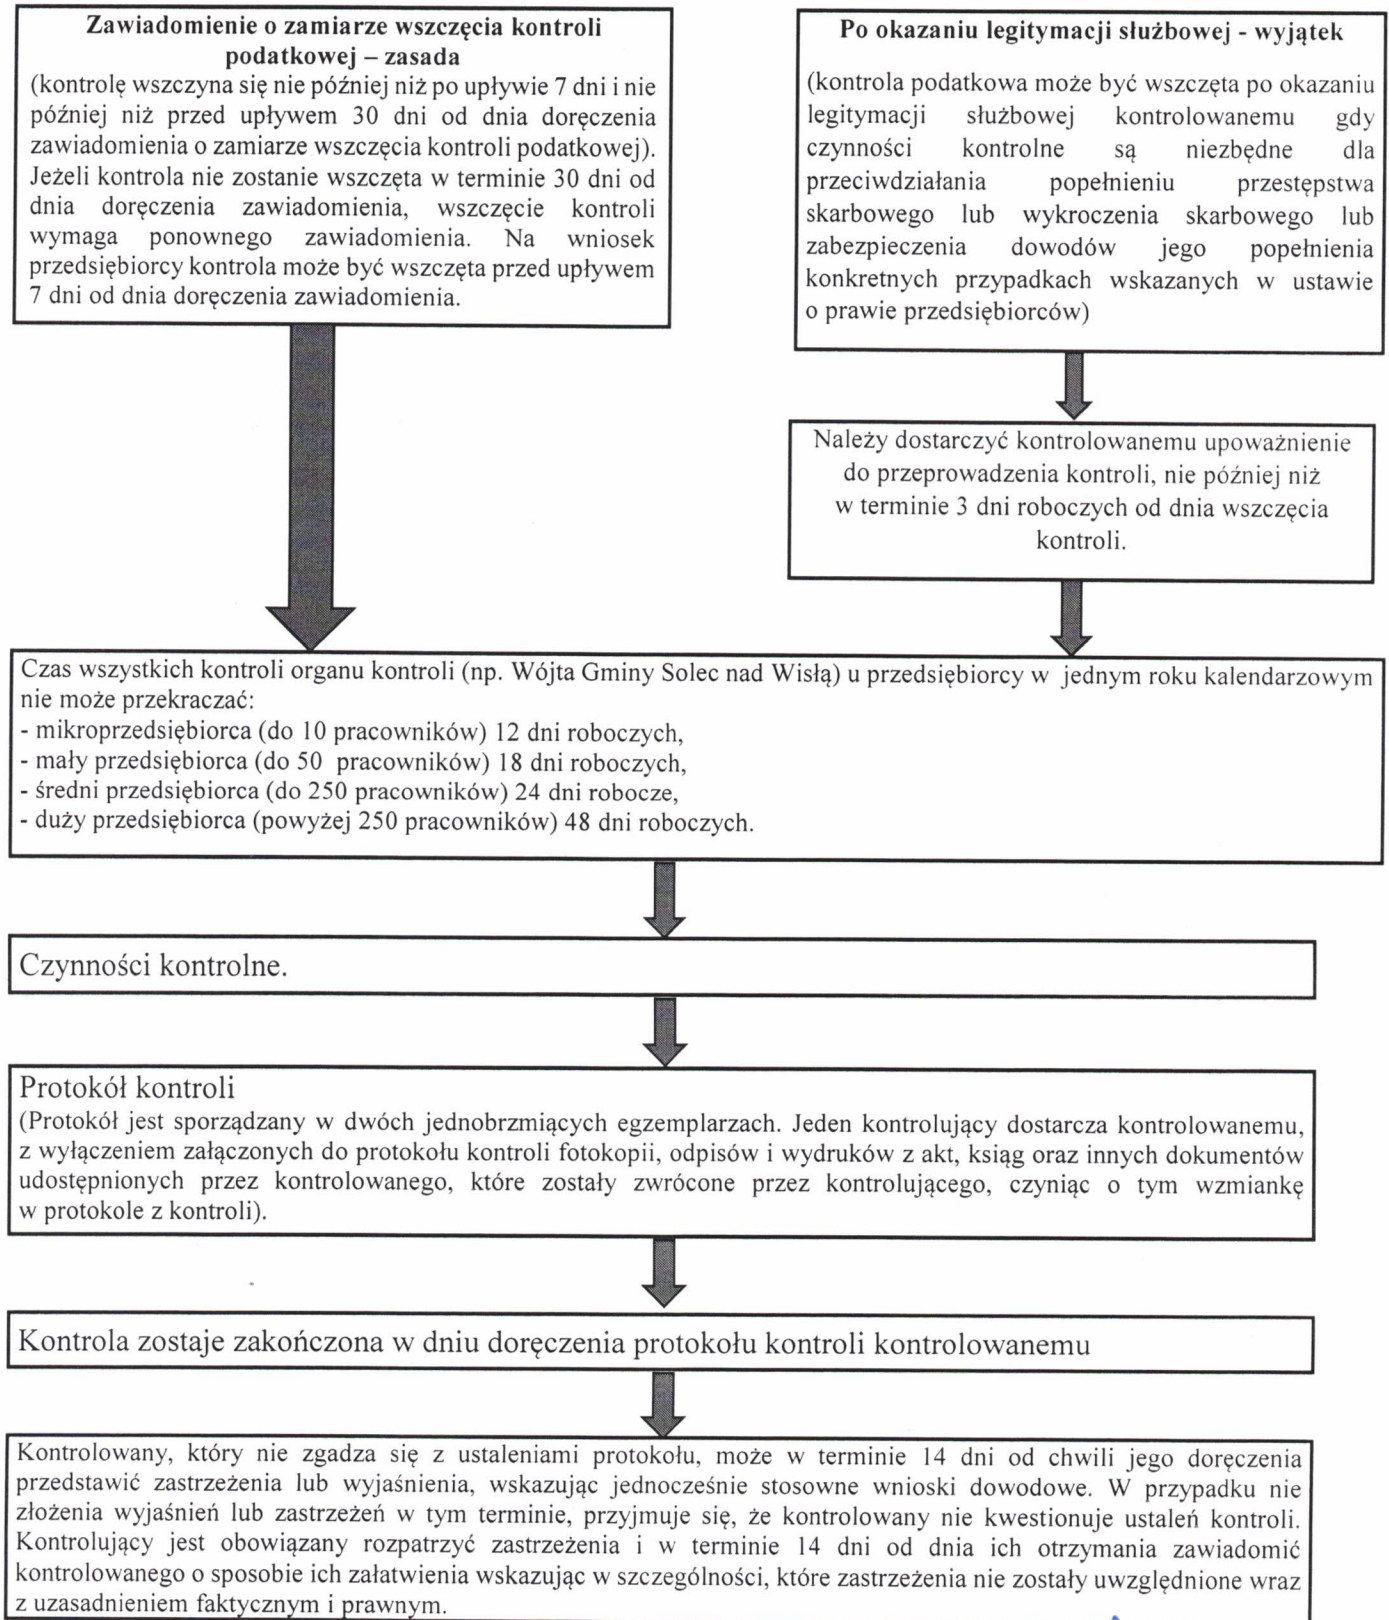 Zawiadomienie o zamiarze wszczęcia kontroli
podatkowej – zasada
(kontrolę wszczyna się nie później niż po upływie 7 dni i nie
później niż przed upływem 30 dni od dnia doręczenia
zawiadomienia o zamiarze wszczęcia kontroli podatkowej).
Jeżeli kontrola nie zostanie wszczęta w terminie 30 dni od
dnia doręczenia zawiadomienia, wszczęcie kontroli
wymaga ponownego zawiadomienia. Na wniosek
przedsiębiorcy kontrola może być wszczęta przed upływem
7 dni od dnia doręczenia zawiadomienia.
Po okazaniu legitymacji służbowej - wyjątek
(kontrola podatkowa może być wszczęta po okazaniu
legitymacji służbowej kontrolowanemu gdy
czynności kontrolne są niezbędne dla
przeciwdziałania popełnieniu przestępstwa
skarbowego lub wykroczenia skarbowego lub
zabezpieczenia dowodów jego popełnienia
konkretnych przypadkach wskazanych w ustawie
o prawie przedsiębiorców)
Należy dostarczyć kontrolowanemu upoważnienie
do przeprowadzenia kontroli, nie później niż
w terminie 3 dni roboczych od dnia wszczęcia
kontroli.
Czas wszystkich kontroli organu kontroli (np. Wójta Gminy Solec nad Wisłą) u przedsiębiorcy w jednym roku kalendarzowym
nie może przekraczać:
- mikroprzedsiębiorca (do 10 pracowników) 12 dni roboczych,
- mały przedsiębiorca (do 50 pracowników) 18 dni roboczych,
- średni przedsiębiorca (do 250 pracowników) 24 dni robocze,
- duży przedsiębiorca (powyżej 250 pracowników) 48 dni roboczych.
Czynności kontrolne.
Protokół kontroli
(Protokół jest sporządzany w dwóch jednobrzmiących egzemplarzach. Jeden kontrolujący dostarcza kontrolowanemu,
z wyłączeniem załączonych do protokołu kontroli fotokopii, odpisów i wydruków z akt, ksiąg oraz innych dokumentów
udostępnionych przez kontrolowanego, które zostały zwrócone przez kontrolującego, czyniąc o tym wzmiankę
w protokole z kontroli).
Kontrola zostaje zakończona w dniu doręczenia protokołu kontroli kontrolowanemu
Kontrolowany, który nie zgadza się z ustaleniami protokołu, może w terminie 14 dni od chwili jego doręczenia
przedstawić zastrzeżenia lub wyjaśnienia, wskazując jednocześnie stosowne wnioski dowodowe. W przypadku nie
złożenia wyjaśnień lub zastrzeżeń w tym terminie, przyjmuje się, że kontrolowany nie kwestionuje ustaleń kontroli.
Kontrolujący jest obowiązany rozpatrzyć zastrzeżenia i w terminie 14 dni od dnia ich otrzymania zawiadomić
kontrolowanego o sposobie ich załatwienia wskazując w szczególności, które zastrzeżenia nie zostały uwzględnione wraz
z uzasadnieniem faktycznym i prawnym.